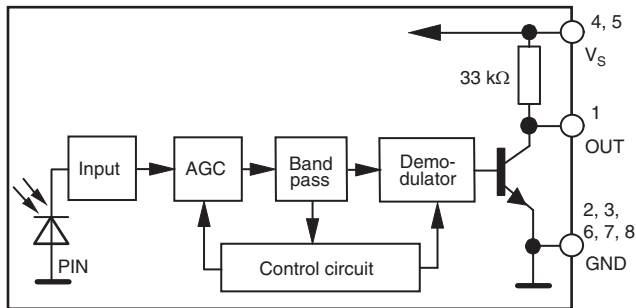 4, 5
V_S
33 kΩ
1
OUT
Input
AGC
Band
pass
Demo-
dulator
2, 3,
6, 7, 8
GND
PIN
Control circuit